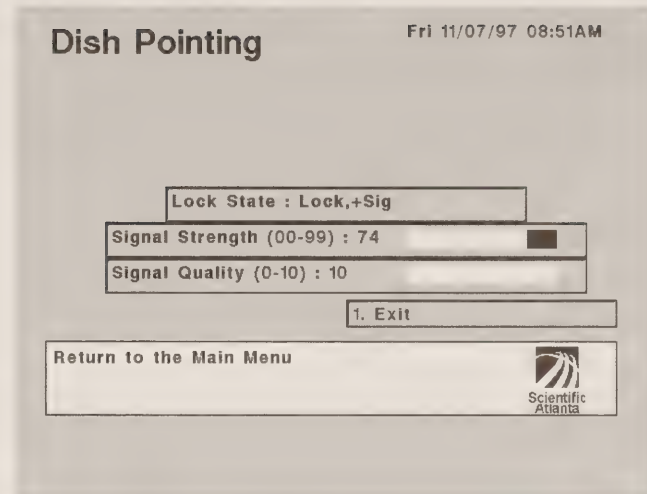 Dish Pointing
Fri 11/07/97 08:51AM
Lock State : Lock,+Sig
Signal Strength (00-99) : 74
Signal Quality (0-10) : 10
1. Exit
Return to the Main Menu
Scientific
Atlanta